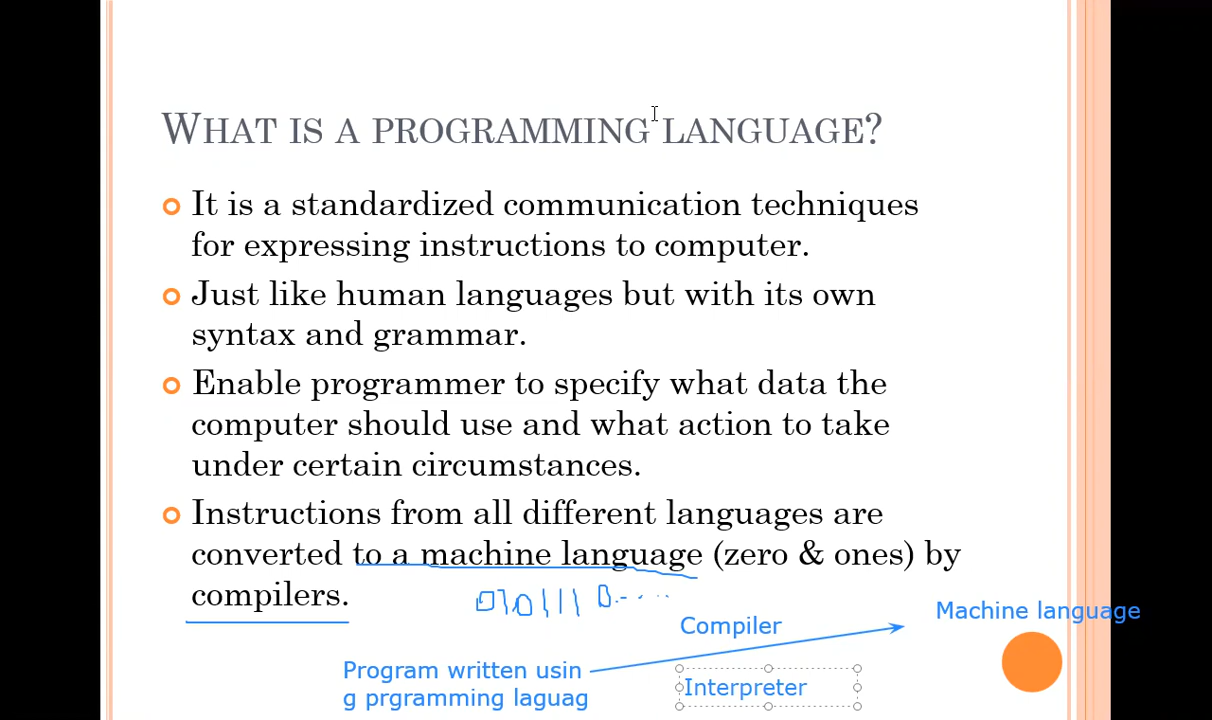 WHAT IS A PROGRAMMING LANGUAGE?
It is a standardized communication techniques
for expressing instructions to computer.
Just like human languages but with its own
syntax and grammar.
Enable programmer to specify what data the
computer should use and what action to take
under certain circumstances.
Instructions from all different languages are
converted to a machine language (zero & ones) by
compilers.
010111 0......
Machine language
Compiler
Program written usin
g prgramming laguag
Interpreter